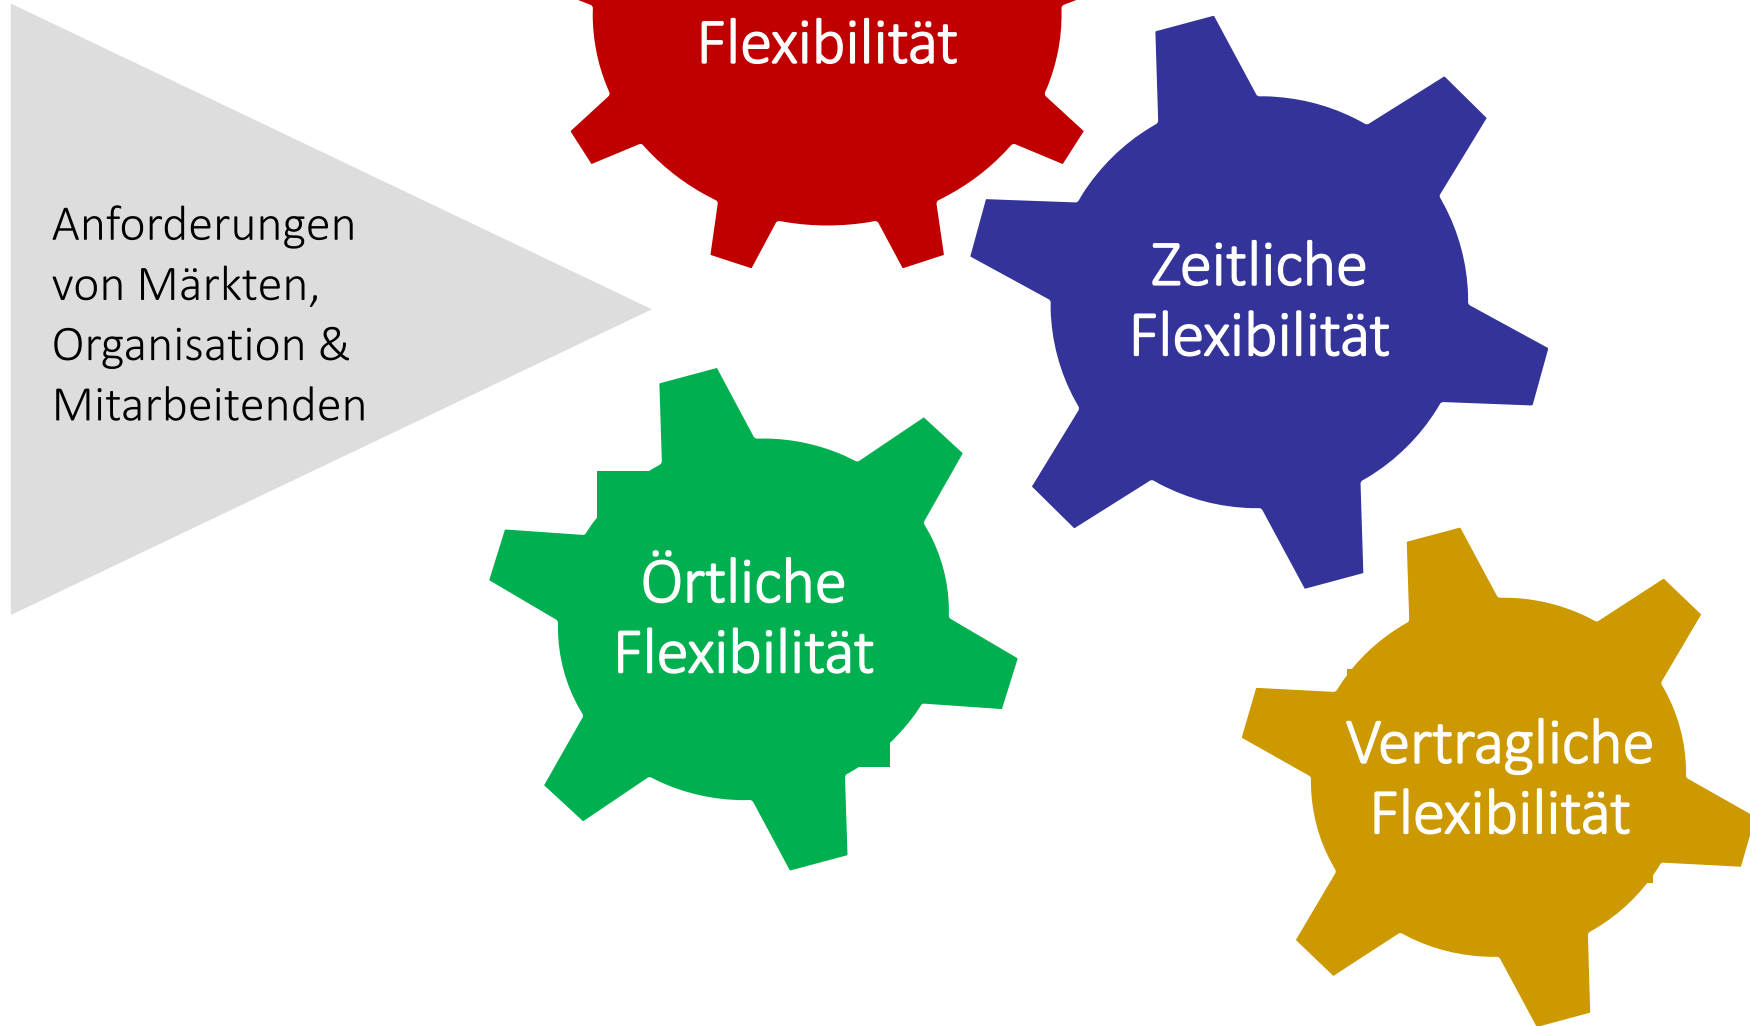 Flexibilität
Anforderungen
von Märkten,
Organisation &
Mitarbeitenden
Zeitliche
Flexibilität
Örtliche
Flexibilität
Vertragliche
Flexibilität